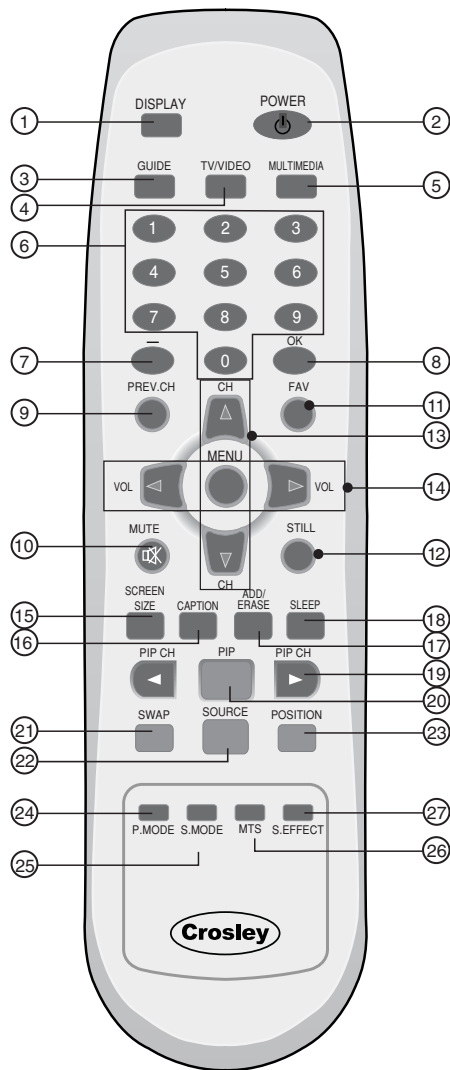 DISPLAY POWER
1 2
GUIDE TV/VIDEO MULTIMEDIA
3 5
4
6 1 2 3
4 5 6
7 8 9
– 0 OK
7 8
PREV.CH CH FAV
9 11
13
MENU
VOL VOL
14
MUTE STILL
10 12
CH
SCREEN SIZE CAPTION ADD/ERASE SLEEP
15 18
16 17
PIP CH PIP PIP CH
19
20
SWAP SOURCE POSITION
21 23
22
24 27
P.MODE S.MODE MTS S.EFFECT
25 26
Crosley